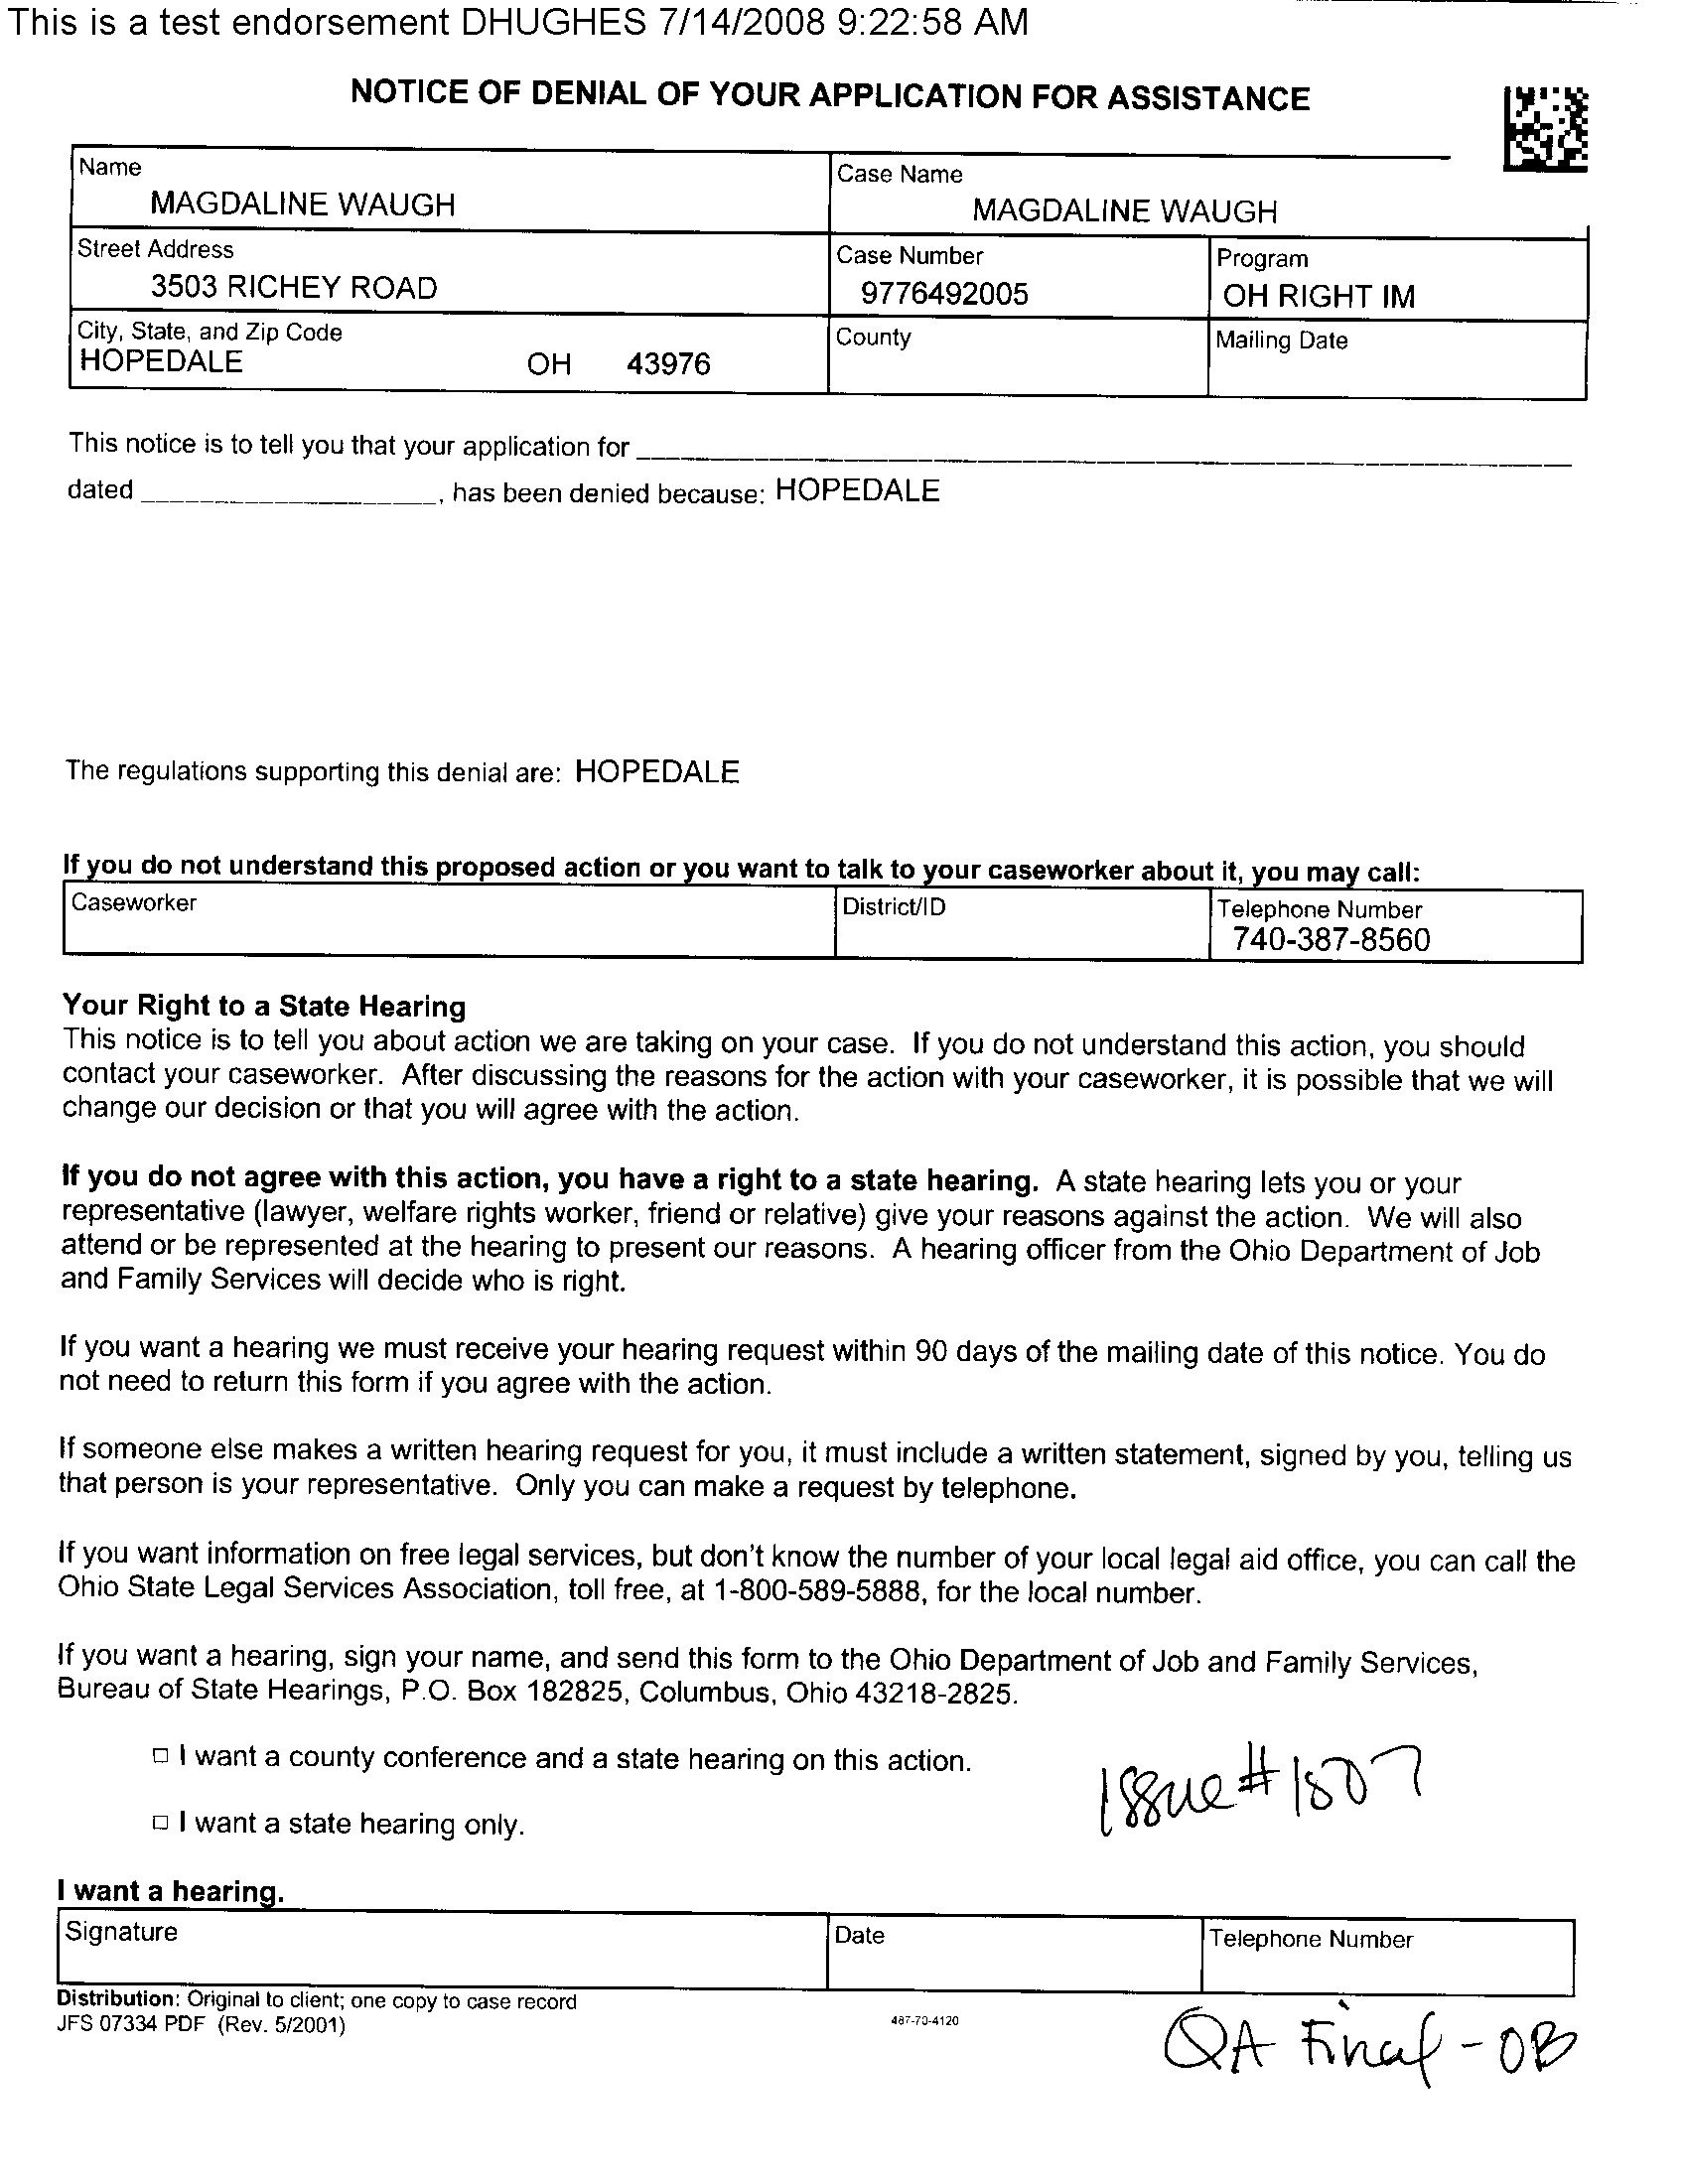 This is a test endorsement DHUGHES 7/14/2008 9:22:58 AM
NOTICE OF DENIAL OF YOUR APPLICATION FOR ASSISTANCE
Name
MAGDALINE WAUGH
Case Name
MAGDALINE WAUGH
Street Address
3503 RICHEY ROAD
Case Number
9776492005
Program
OH RIGHT IM
City, State, and Zip Code
HOPEDALE OH 43976
County
Mailing Date
This notice is to tell you that your application for
dated , has been denied because: HOPEDALE
The regulations supporting this denial are: HOPEDALE
If you do not understand this proposed action or you want to talk to your caseworker about it, you may call:
Caseworker
District/ID
Telephone Number
740-387-8560
Your Right to a State Hearing
This notice is to tell you about action we are taking on your case. If you do not understand this action, you should
contact your caseworker. After discussing the reasons for the action with your caseworker, it is possible that we will
change our decision or that you will agree with the action.
If you do not agree with this action, you have a right to a state hearing. A state hearing lets you or your
representative (lawyer, welfare rights worker, friend or relative) give your reasons against the action. We will also
attend or be represented at the hearing to present our reasons. A hearing officer from the Ohio Department of Job
and Family Services will decide who is right.
If you want a hearing we must receive your hearing request within 90 days of the mailing date of this notice. You do
not need to return this form if you agree with the action.
If someone else makes a written hearing request for you, it must include a written statement, signed by you, telling us
that person is your representative. Only you can make a request by telephone.
If you want information on free legal services, but don't know the number of your local legal aid office, you can call the
Ohio State Legal Services Association, toll free, at 1-800-589-5888, for the local number.
If you want a hearing, sign your name, and send this form to the Ohio Department of Job and Family Services,
Bureau of State Hearings, P.O. Box 182825, Columbus, Ohio 43218-2825.
I want a county conference and a state hearing on this action.
Issue # 1807
I want a state hearing only.
I want a hearing.
Signature
Date
Telephone Number
Distribution: Original to client; one copy to case record
JFS 07334 PDF (Rev. 5/2001)
487-70-4120
QA Final - OB